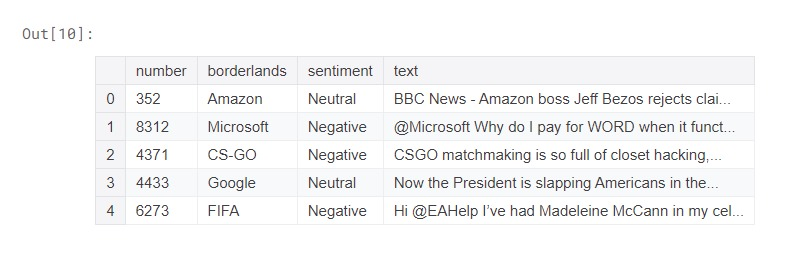 Out[10]:
number borderlands sentiment text
0 352 Amazon Neutral BBC News - Amazon boss Jeff Bezos rejects clai...
1 8312 Microsoft Negative @Microsoft Why do I pay for WORD when it funct...
2 4371 CS-GO Negative CSGO matchmaking is so full of closet hacking,...
3 4433 Google Neutral Now the President is slapping Americans in the...
4 6273 FIFA Negative Hi @EAHelp I’ve had Madeleine McCann in my cel...